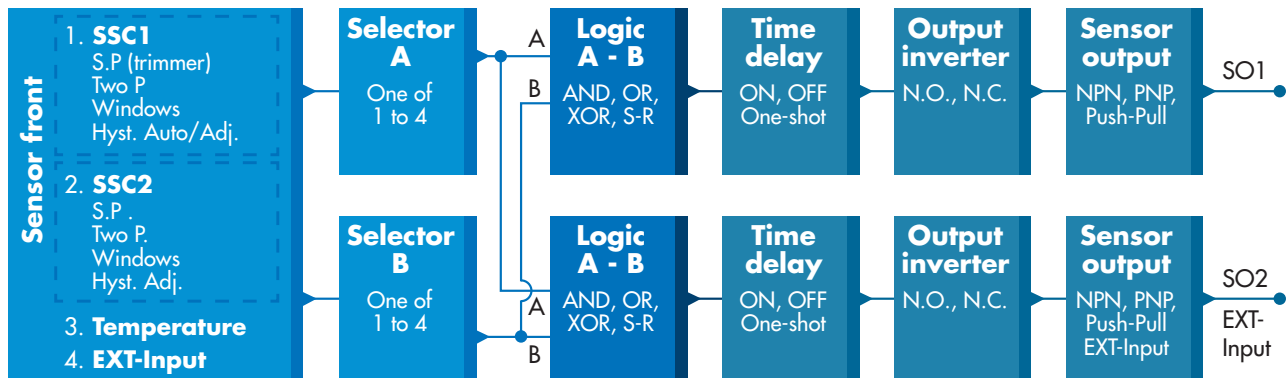 Sensor front
1. SSC1
S.P (trimmer)
Two P
Windows
Hyst. Auto/Adj.
2. SSC2
S.P .
Two P.
Windows
Hyst. Adj.
3. Temperature
4. EXT-Input
Selector
A
One of
1 to 4
A
B
Logic
A - B
AND, OR,
XOR, S-R
Time
delay
ON, OFF
One-shot
Output
inverter
N.O., N.C.
Sensor
output
NPN, PNP,
Push-Pull
SO1
Selector
B
One of
1 to 4
A
B
Logic
A - B
AND, OR,
XOR, S-R
Time
delay
ON, OFF
One-shot
Output
inverter
N.O., N.C.
Sensor
output
NPN, PNP,
Push-Pull
EXT-Input
SO2
EXT-
Input